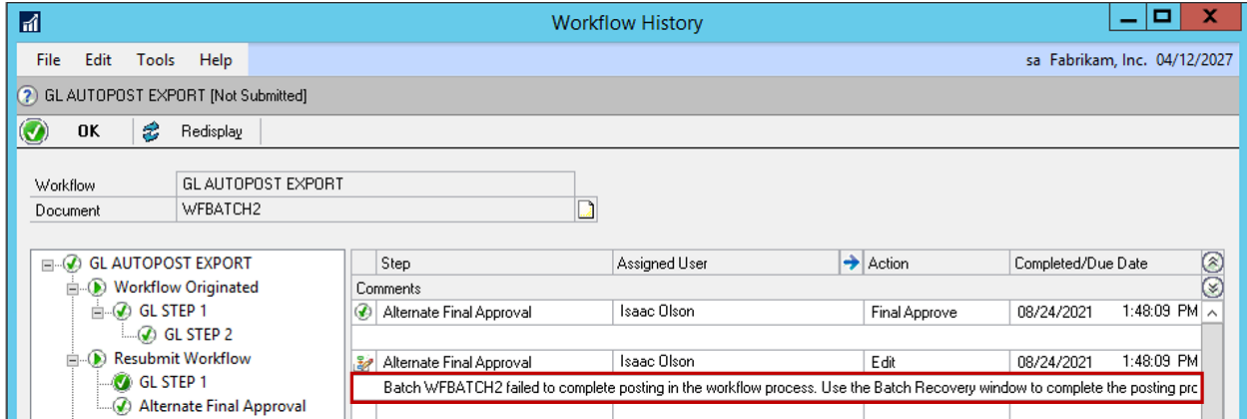 Workflow History
File Edit Tools Help sa Fabrikam, Inc. 04/12/2027
GL AUTOPOST EXPORT [Not Submitted]
OK Redisplay
Workflow GL AUTOPOST EXPORT
Document WFBATCH2
GL AUTOPOST EXPORT
Workflow Originated
GL STEP 1
GL STEP 2
Resubmit Workflow
GL STEP 1
Alternate Final Approval
Step Assigned User Action Completed/Due Date
Comments
Alternate Final Approval Isaac Olson Final Approve 08/24/2021 1:48:09 PM
Alternate Final Approval Isaac Olson Edit 08/24/2021 1:48:09 PM
Batch WFBATCH2 failed to complete posting in the workflow process. Use the Batch Recovery window to complete the posting prc